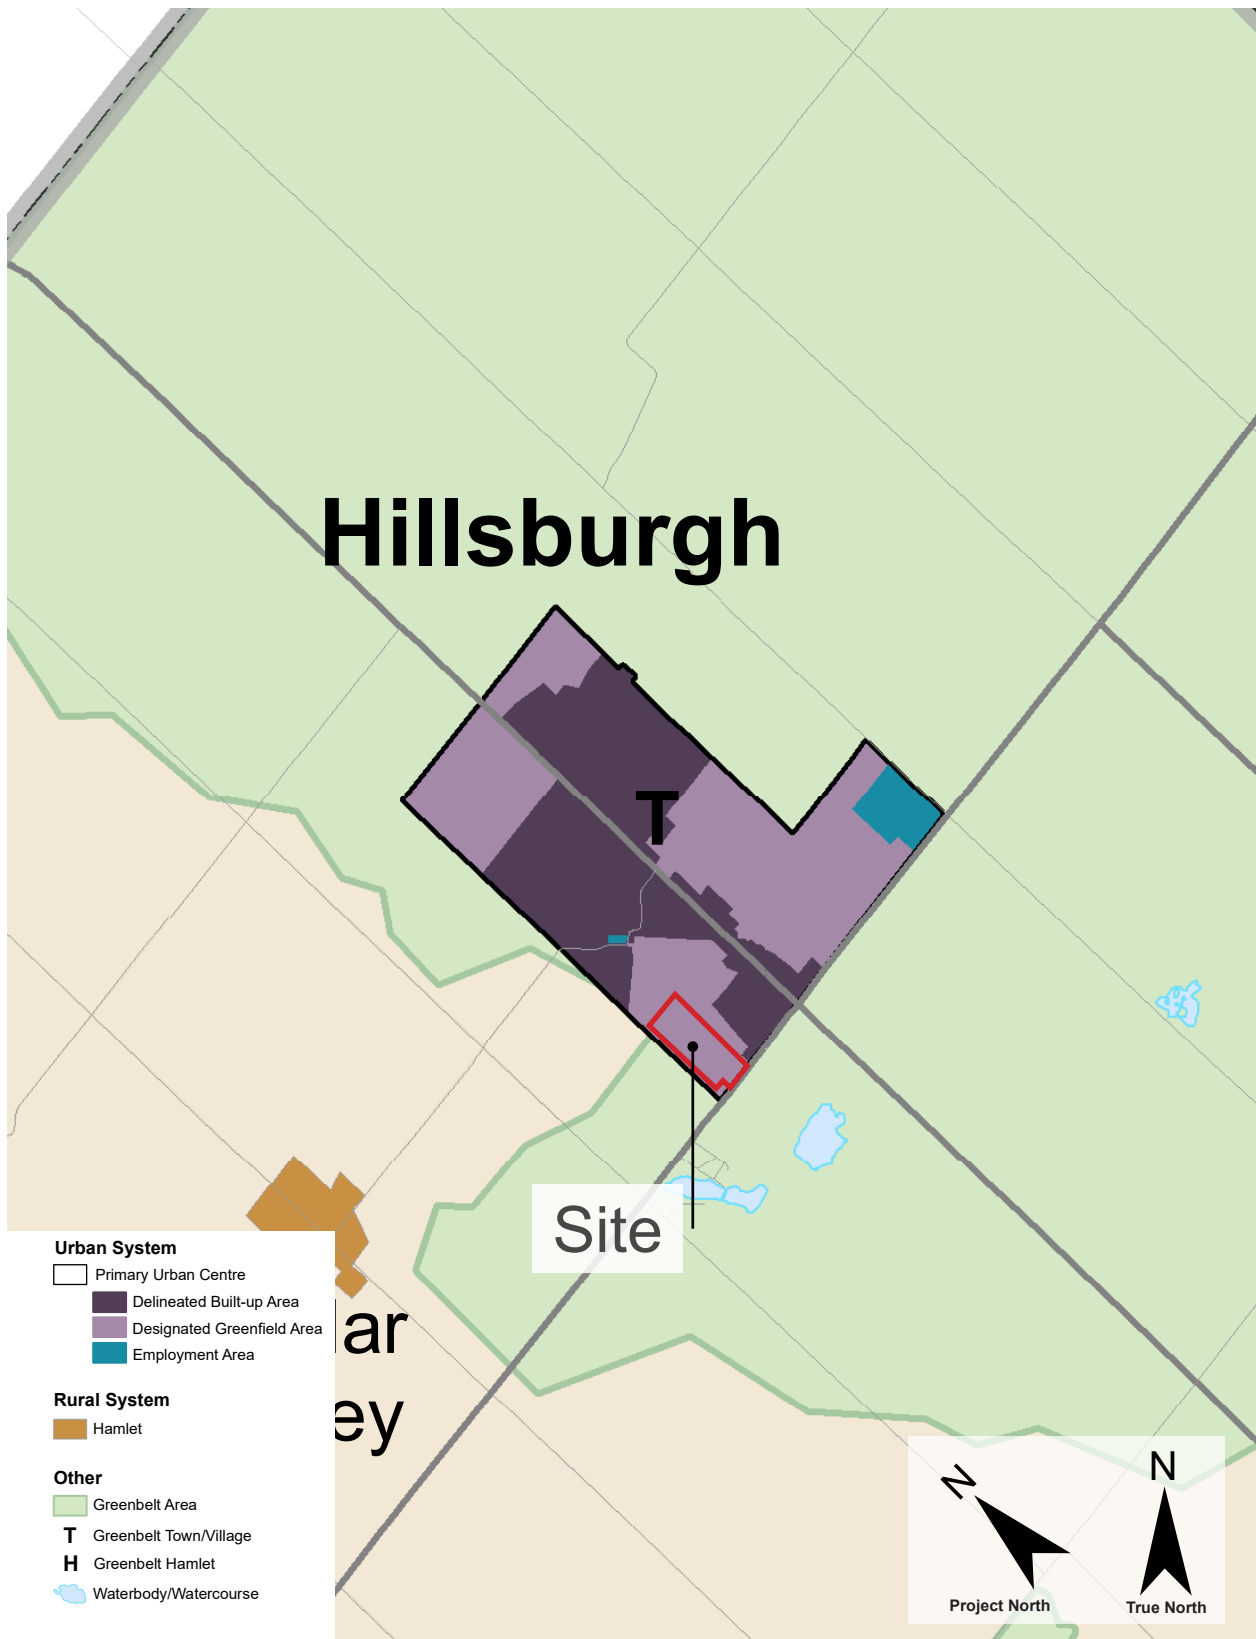 Hillsburgh
T
Site
lar
ey
Urban System
Primary Urban Centre
Delineated Built-up Area
Designated Greenfield Area
Employment Area
Rural System
Hamlet
Other
Greenbelt Area
T Greenbelt Town/Village
H Greenbelt Hamlet
Waterbody/Watercourse
N
N
Project North
True North